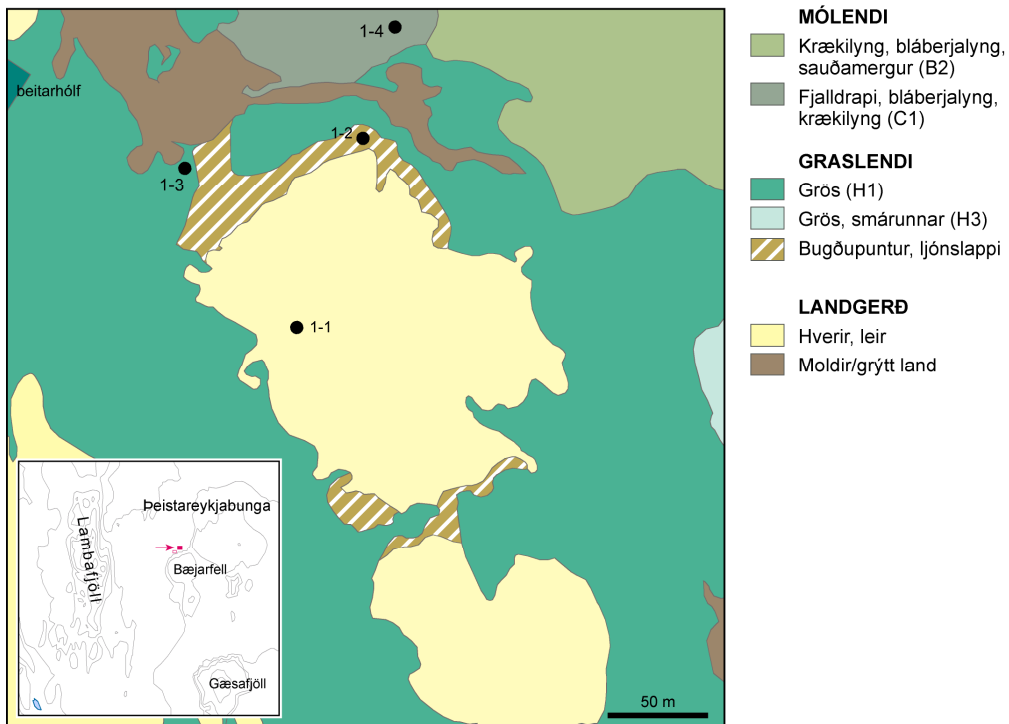 1-4
beitarhólf
1-2
1-3
1-1
Þeistareykjabunga
Lambafjöll
Bæjarfell
Gæsafjöll
50 m
MÓLENDI
Krækilyng, bláberjalyng,
sauðamergur (B2)
Fjalldrapi, bláberjalyng,
krækilyng (C1)
GRASLENDI
Grös (H1)
Grös, smárunnar (H3)
Bugðupuntur, ljónslappi
LANDGERÐ
Hverir, leir
Moldir/grýtt land